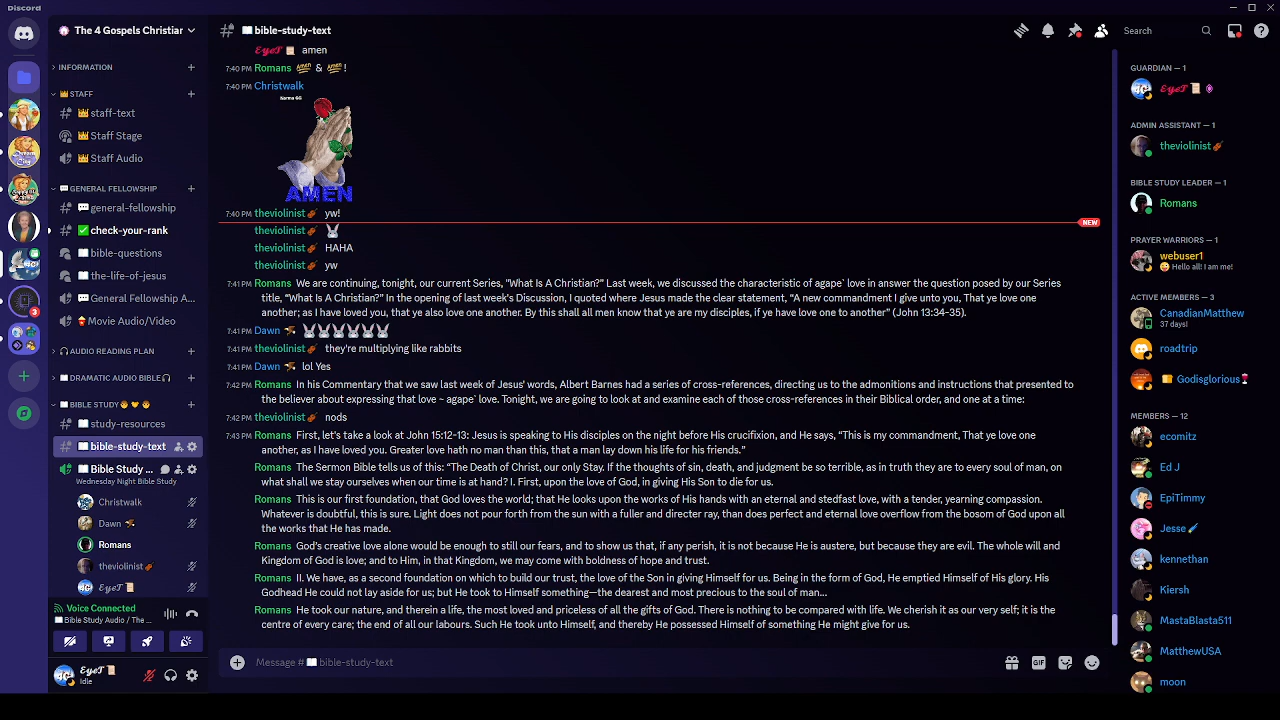 Discord
The 4 Gospels Christiar
INFORMATION
STAFF
staff-text
Staff Stage
Staff Audio
GENERAL FELLOWSHIP
general-fellowship
check-your-rank
bible-questions
the-life-of-jesus
General Fellowship A...
Movie Audio/Video
AUDIO READING PLAN
DRAMATIC AUDIO BIBLE
BIBLE STUDY
study-resources
bible-study-text
Bible Study ...
Wednesday Night Bible Study
Christwalk
Dawn
Romans
theviolinist
EyeT
Voice Connected
Bible Study Audio / The ...
EyeT
Idle
3
bible-study-text
Search
EyeT amen
7:40 PM Romans Amen & Amen !
7:40 PM Christwalk
Karma GG
AMEN
7:40 PM theviolinist yw!
NEW
theviolinist
theviolinist HAHA
theviolinist yw
7:41 PM Romans We are continuing, tonight, our current Series, "What Is A Christian?" Last week, we discussed the characteristic of agape` love in answer the question posed by our Series
title, "What Is A Christian?" In the opening of last week's Discussion, I quoted where Jesus made the clear statement, "A new commandment I give unto you, That ye love one
another; as I have loved you, that ye also love one another. By this shall all men know that ye are my disciples, if ye have love one to another" (John 13:34-35).
7:41 PM Dawn
7:41 PM theviolinist they're multiplying like rabbits
7:41 PM Dawn lol Yes
7:42 PM Romans In his Commentary that we saw last week of Jesus' words, Albert Barnes had a series of cross-references, directing us to the admonitions and instructions that presented to
the believer about expressing that love – agape` love. Tonight, we are going to look at and examine each of those cross-references in their Biblical order, and one at a time:
7:42 PM theviolinist nods
7:43 PM Romans First, let's take a look at John 15:12-13: Jesus is speaking to His disciples on the night before His crucifixion, and He says, "This is my commandment, That ye love one
another, as I have loved you. Greater love hath no man than this, that a man lay down his life for his friends."
Romans The Sermon Bible tells us of this: "The Death of Christ, our only Stay. If the thoughts of sin, death, and judgment be so terrible, as in truth they are to every soul of man, on
what shall we stay ourselves when our time is at hand? I. First, upon the love of God, in giving His Son to die for us.
Romans This is our first foundation, that God loves the world; that He looks upon the works of His hands with an eternal and stedfast love, with a tender, yearning compassion.
Whatever is doubtful, this is sure. Light does not pour forth from the sun with a fuller and directer ray, than does perfect and eternal love overflow from the bosom of God upon all
the works that He has made.
Romans God's creative love alone would be enough to still our fears, and to show us that, if any perish, it is not because He is austere, but because they are evil. The whole will and
Kingdom of God is love; and to Him, in that Kingdom, we may come with boldness of hope and trust.
Romans II. We have, as a second foundation on which to build our trust, the love of the Son in giving Himself for us. Being in the form of God, He emptied Himself of His glory. His
Godhead He could not lay aside for us; but He took to Himself something—the dearest and most precious to the soul of man...
Romans He took our nature, and therein a life, the most loved and priceless of all the gifts of God. There is nothing to be compared with life. We cherish it as our very self; it is the
centre of every care; the end of all our labours. Such He took unto Himself, and thereby He possessed Himself of something He might give for us.
Message # bible-study-text
GIF
GUARDIAN — 1
EyeT
ADMIN ASSISTANT — 1
theviolinist
BIBLE STUDY LEADER — 1
Romans
PRAYER WARRIORS — 1
webuser1
Hello all! I am me!
ACTIVE MEMBERS — 3
CanadianMatthew
37 days!
roadtrip
Godisglorious
MEMBERS — 12
ecomitz
Ed J
EpiTimmy
Jesse
kennethan
Kiersh
MastaBlasta511
MatthewUSA
moon